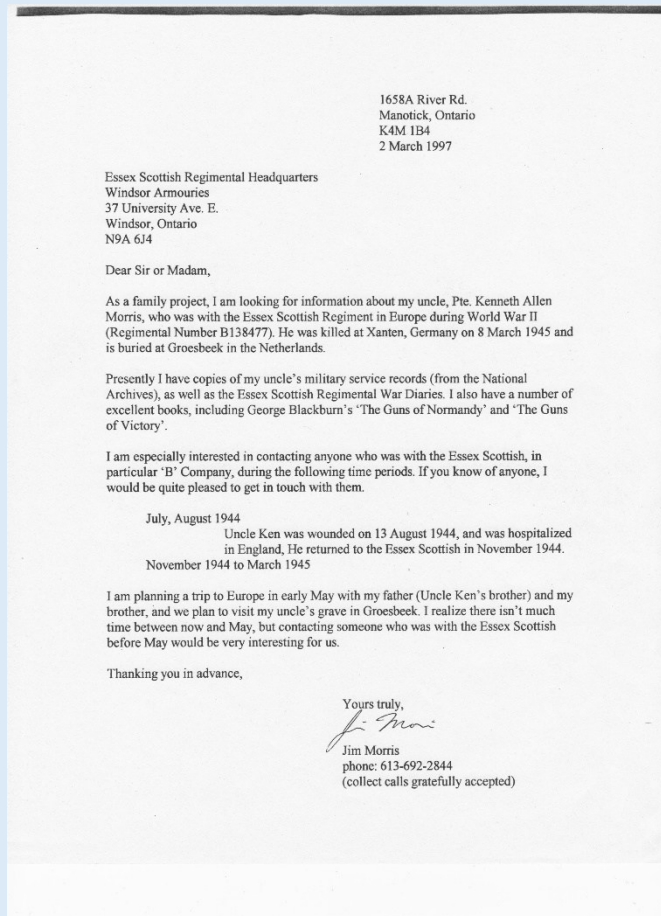 1658A River Rd.
Manotick, Ontario
K4M 1B4
2 March 1997
Essex Scottish Regimental Headquarters
Windsor Armouries
37 University Ave. E.
Windsor, Ontario
N9A 6J4
Dear Sir or Madam,
As a family project, I am looking for information about my uncle, Pte. Kenneth Allen
Morris, who was with the Essex Scottish Regiment in Europe during World War II
(Regimental Number B138477). He was killed at Xanten, Germany on 8 March 1945 and
is buried at Groesbeek in the Netherlands.
Presently I have copies of my uncle's military service records (from the National
Archives), as well as the Essex Scottish Regimental War Diaries. I also have a number of
excellent books, including George Blackburn's 'The Guns of Normandy' and 'The Guns
of Victory'.
I am especially interested in contacting anyone who was with the Essex Scottish, in
particular 'B' Company, during the following time periods. If you know of anyone, I
would be quite pleased to get in touch with them.
July, August 1944
Uncle Ken was wounded on 13 August 1944, and was hospitalized
in England, He returned to the Essex Scottish in November 1944.
November 1944 to March 1945
I am planning a trip to Europe in early May with my father (Uncle Ken's brother) and my
brother, and we plan to visit my uncle's grave in Groesbeek. I realize there isn't much
time between now and May, but contacting someone who was with the Essex Scottish
before May would be very interesting for us.
Thanking you in advance,
Yours truly,
Jim Morris
phone: 613-692-2844
(collect calls gratefully accepted)